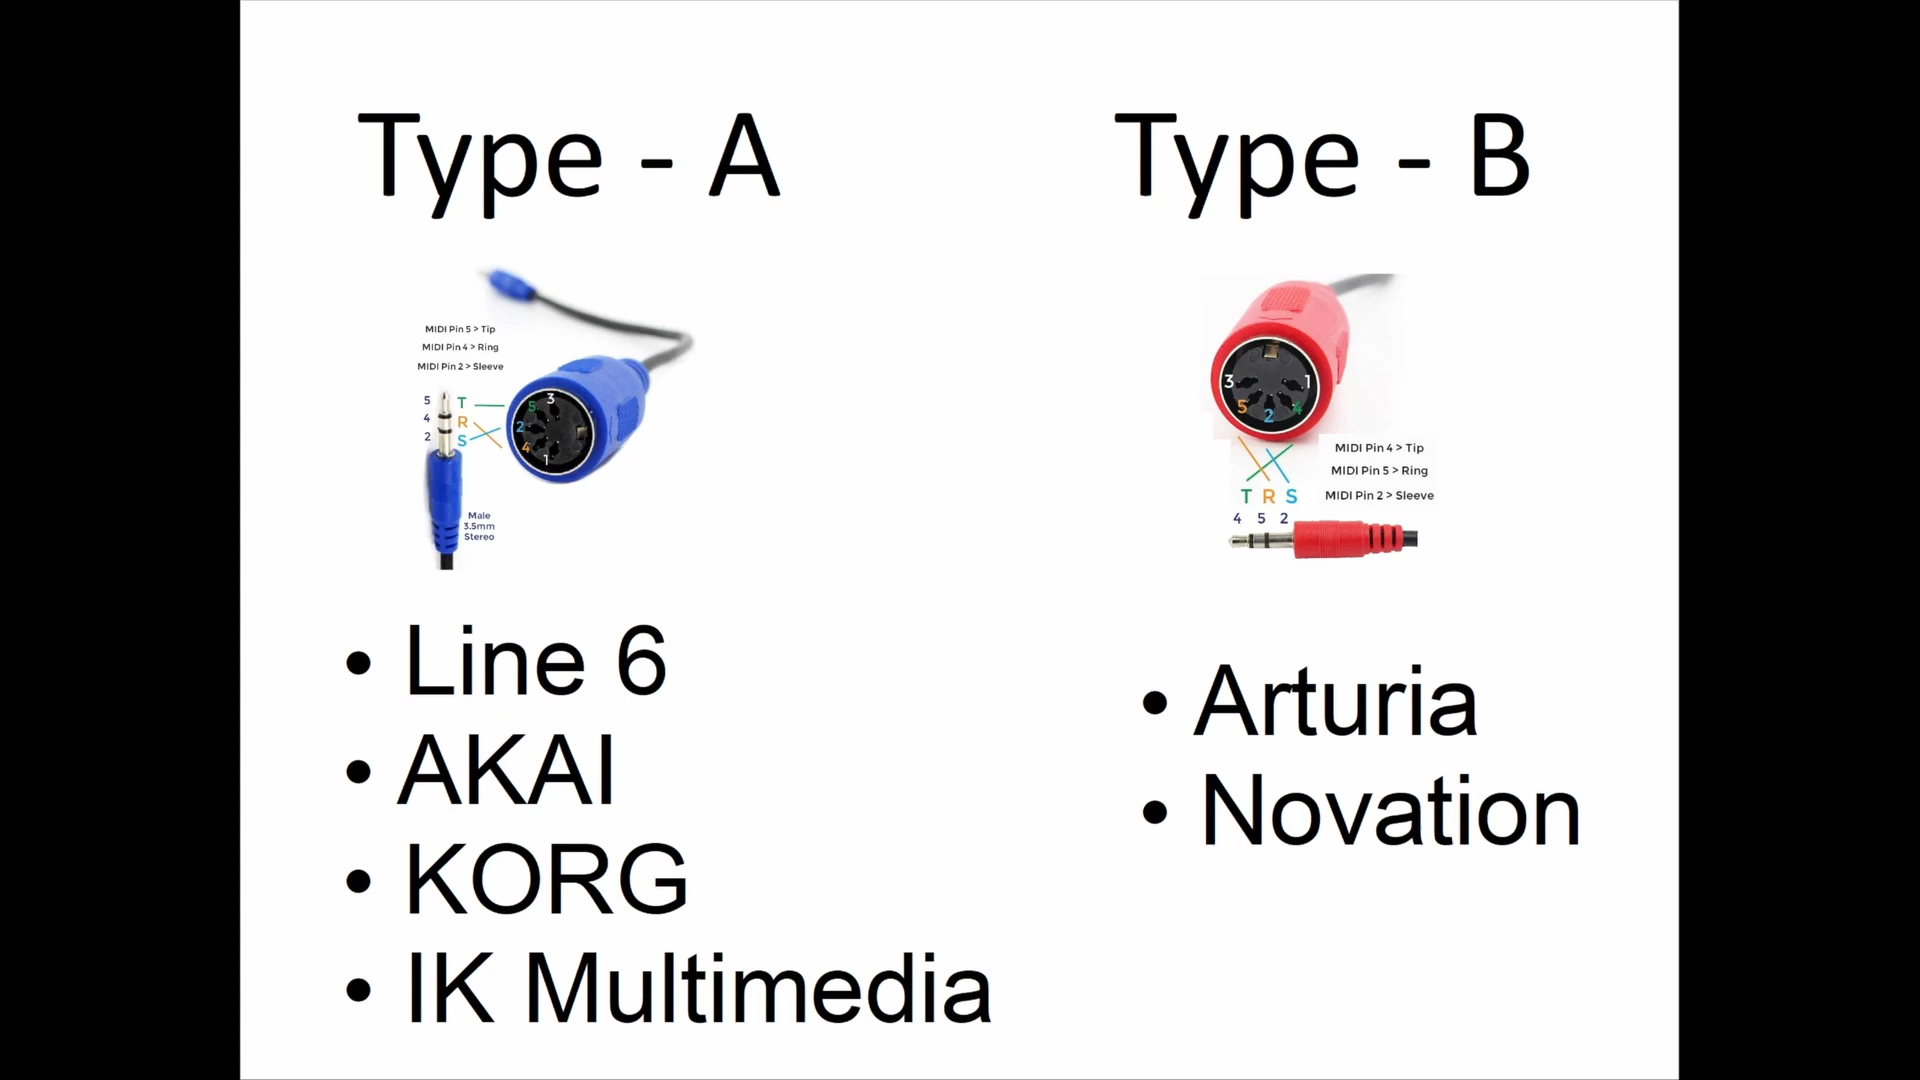 Type - A
MIDI Pin 5 > Tip
MIDI Pin 4 > Ring
MIDI Pin 2 > Sleeve
5 T
4 R
2 S
3
5
2
4
1
Male
3.5mm
Stereo
• Line 6
• AKAI
• KORG
• IK Multimedia
Type - B
3 1
5 2 4
MIDI Pin 4 > Tip
MIDI Pin 5 > Ring
MIDI Pin 2 > Sleeve
T R S
4 5 2
• Arturia
• Novation